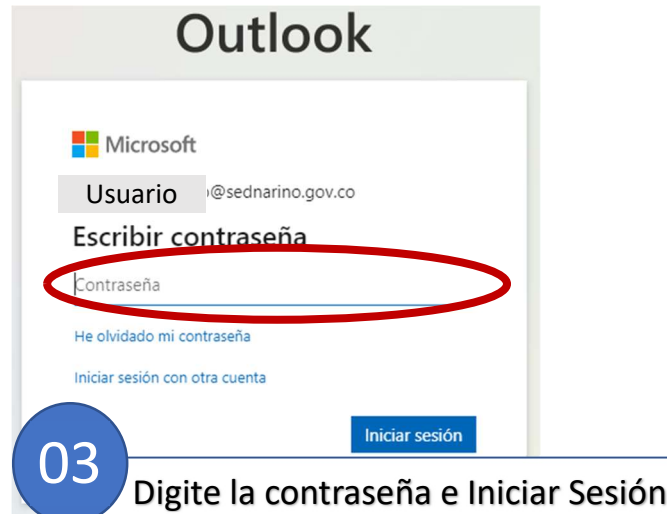 Outlook
Microsoft
Usuario @sednarino.gov.co
Escribir contraseña
Contraseña
He olvidado mi contraseña
Iniciar sesión con otra cuenta
Iniciar sesión
03
Digite la contraseña e Iniciar Sesión